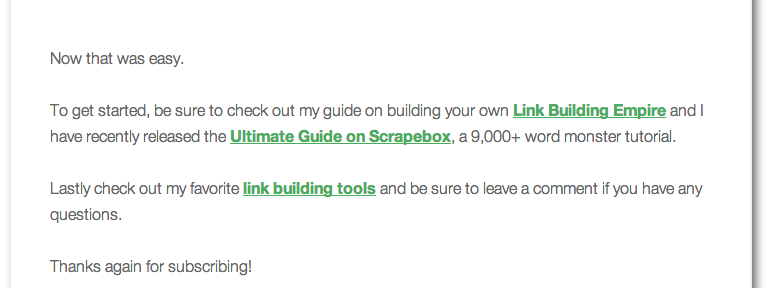 Now that was easy.
To get started, be sure to check out my guide on building your own Link Building Empire and I
have recently released the Ultimate Guide on Scrapebox, a 9,000+ word monster tutorial.
Lastly check out my favorite link building tools and be sure to leave a comment if you have any
questions.
Thanks again for subscribing!